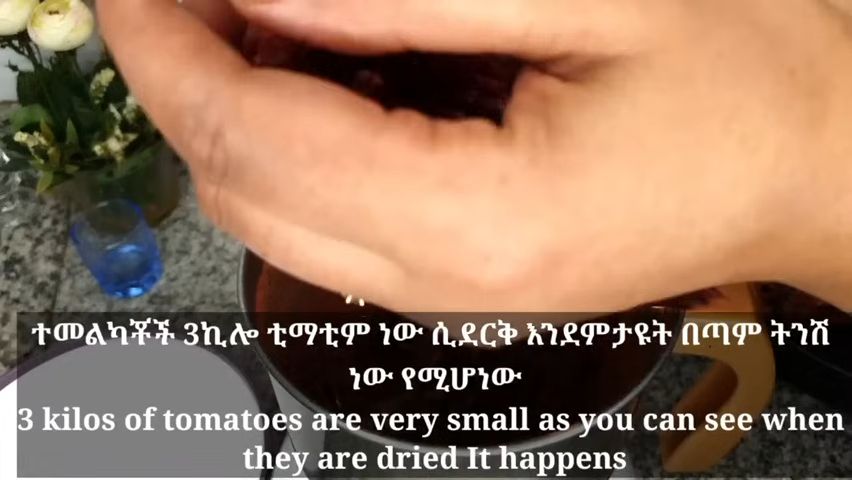 ተመልካቾች 3ኪሎ ቲማቲም ነው ሲደርቅ እንደምታዩት በጣም ትንሽ
ነው የሚሆነው
3 kilos of tomatoes are very small as you can see when
they are dried It happens